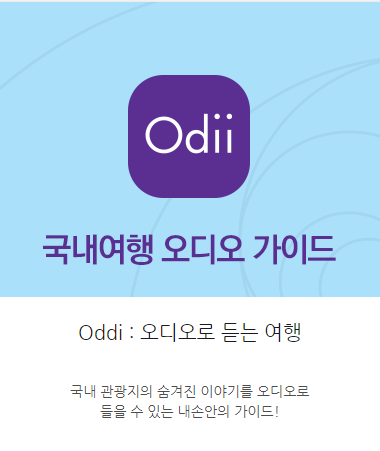 Odii
국내여행 오디오 가이드
Oddi : 오디오로 듣는 여행
국내 관광지의 숨겨진 이야기를 오디오로
들을 수 있는 내손안의 가이드!